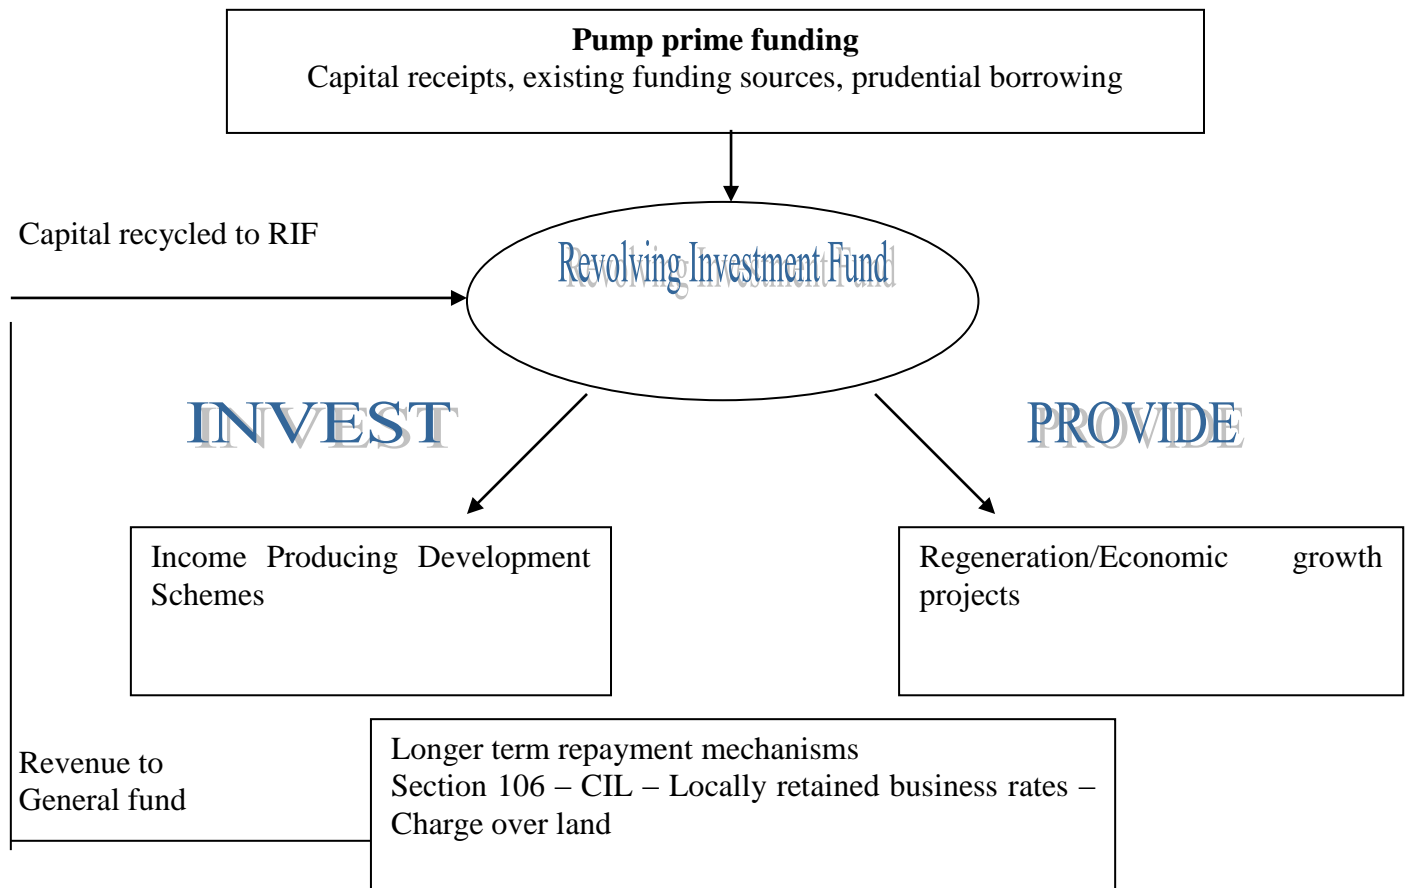 Pump prime funding
Capital receipts, existing funding sources, prudential borrowing
Capital recycled to RIF
Revolving Investment Fund
INVEST
PROVIDE
Income Producing Development
Schemes
Regeneration/Economic growth
projects
Revenue to
General fund
Longer term repayment mechanisms
Section 106 – CIL – Locally retained business rates –
Charge over land